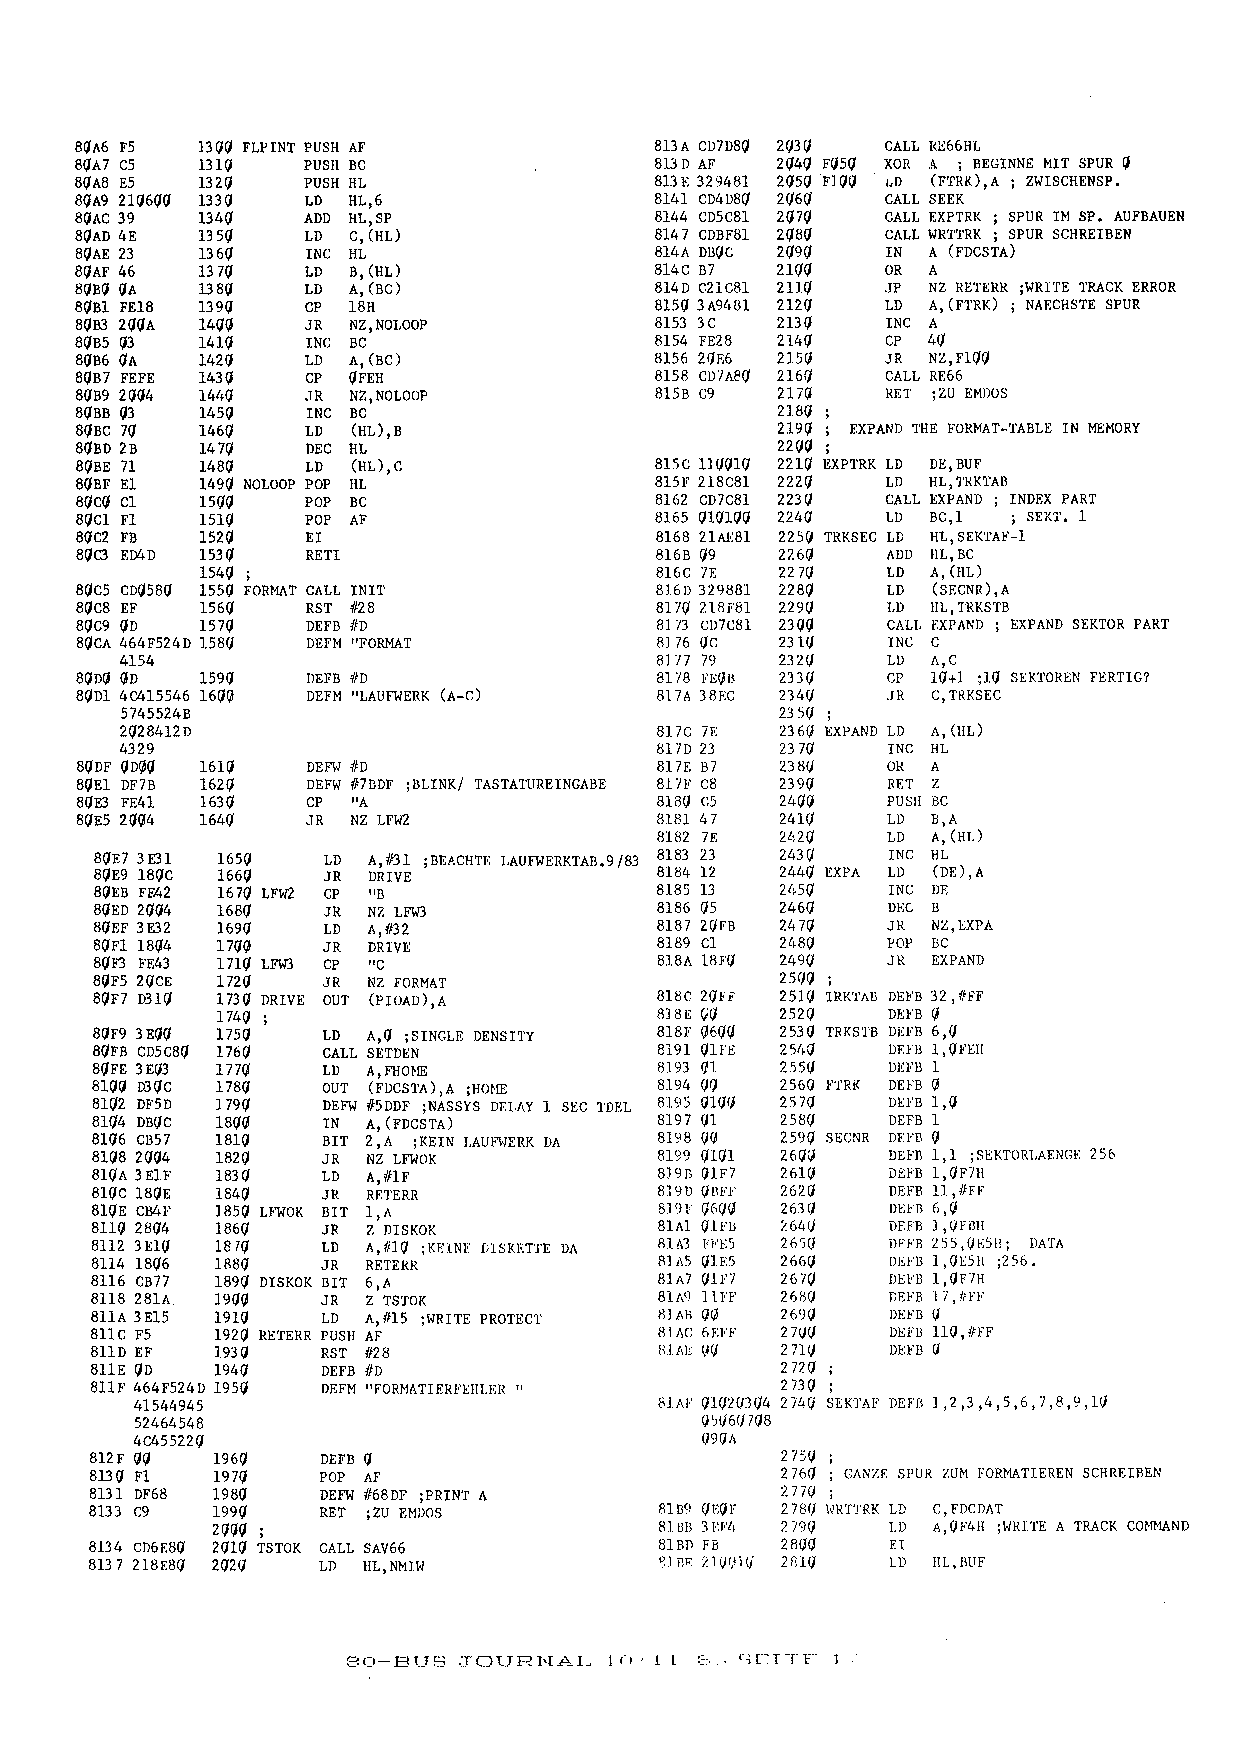 80A6 F5 1300 FLPINT PUSH AF
80A7 C5 1310 PUSH BC
80A8 E5 1320 PUSH HL
80A9 210600 1330 LD HL,6
80AC 39 1340 ADD HL,SP
80AD 4E 1350 LD C,(HL)
80AE 23 1360 INC HL
80AF 46 1370 LD B,(HL)
80B0 0A 1380 LD A,(BC)
80B1 FE18 1390 CP 18H
80B3 200A 1400 JR NZ,NOLOOP
80B5 03 1410 INC BC
80B6 0A 1420 LD A,(BC)
80B7 FEFE 1430 CP 0FEH
80B9 2004 1440 JR NZ,NOLOOP
80BB 03 1450 INC BC
80BC 70 1460 LD (HL),B
80BD 2B 1470 DEC HL
80BE 71 1480 LD (HL),C
80BF E1 1490 NOLOOP POP HL
80C0 C1 1500 POP BC
80C1 F1 1510 POP AF
80C2 FB 1520 EI
80C3 ED4D 1530 RETI
1540 ;
80C5 CD0580 1550 FORMAT CALL INIT
80C8 EF 1560 RST #28
80C9 0D 1570 DEFB #D
80CA 464F524D 1580 DEFM "FORMAT
4154
80D0 0D 1590 DEFB #D
80D1 4C415546 1600 DEFM "LAUFWERK (A-C)
5745524B
2028412D
4329
80DF 0D00 1610 DEFW #D
80E1 DF7B 1620 DEFW #7BDF ;BLINK/ TASTATUREINGABE
80E3 FE41 1630 CP "A
80E5 2004 1640 JR NZ LFW2
80E7 3E31 1650 LD A,#31 ;BEACHTE LAUFWERKTAB.9/83
80E9 180C 1660 JR DRIVE
80EB FE42 1670 LFW2 CP "B
80ED 2004 1680 JR NZ LFW3
80EF 3E32 1690 LD A,#32
80F1 1804 1700 JR DRIVE
80F3 FE43 1710 LFW3 CP "C
80F5 20CE 1720 JR NZ FORMAT
80F7 D310 1730 DRIVE OUT (PIOAD),A
1740 ;
80F9 3E00 1750 LD A,0 ;SINGLE DENSITY
80FB CD5C80 1760 CALL SETDEN
80FE 3E03 1770 LD A,FHOME
8100 D30C 1780 OUT (FDCSTA),A ;HOME
8102 DF5D 1790 DEFW #5DDF ;NASSYS DELAY 1 SEC TDEL
8104 DB0C 1800 IN A,(FDCSTA)
8106 CB57 1810 BIT 2,A ;KEIN LAUFWERK DA
8108 2004 1820 JR NZ LFWOK
810A 3E1F 1830 LD A,#1F
810C 180E 1840 JR RETERR
810E CB4F 1850 LFWOK BIT 1,A
8110 2804 1860 JR Z DISKOK
8112 3E10 1870 LD A,#10 ;KEINE DISKETTE DA
8114 1806 1880 JR RETERR
8116 CB77 1890 DISKOK BIT 6,A
8118 281A 1900 JR Z TSTOK
811A 3E15 1910 LD A,#15 ;WRITE PROTECT
811C F5 1920 RETERR PUSH AF
811D EF 1930 RST #28
811E 0D 1940 DEFB #D
811F 464F524D 1950 DEFM "FORMATIERFEHLER "
41544945
52464548
4C455220
812F 00 1960 DEFB 0
8130 F1 1970 POP AF
8131 DF68 1980 DEFW #68DF ;PRINT A
8133 C9 1990 RET ;ZU EMDOS
2000 ;
8134 CD6E80 2010 TSTOK CALL SAV66
8137 218E80 2020 LD HL,NMIW
813A CD7D80 2030 CALL RE66HL
813D AF 2040 F050 XOR A ; BEGINNE MIT SPUR 0
813E 329481 2050 F100 LD (FTRK),A ; ZWISCHENSP.
8141 CD4D80 2060 CALL SEEK
8144 CD5C81 2070 CALL EXPTRK ; SPUR IM SP. AUFBAUEN
8147 CDBF81 2080 CALL WRTTRK ; SPUR SCHREIBEN
814A DB0C 2090 IN A (FDCSTA)
814C B7 2100 OR A
814D C21C81 2110 JP NZ RETERR ;WRITE TRACK ERROR
8150 3A9481 2120 LD A,(FTRK) ; NAECHSTE SPUR
8153 3C 2130 INC A
8154 FE28 2140 CP 40
8156 20E6 2150 JR NZ,F100
8158 CD7A80 2160 CALL RE66
815B C9 2170 RET ;ZU EMDOS
2180 ;
2190 ; EXPAND THE FORMAT-TABLE IN MEMORY
2200 ;
815C 110010 2210 EXPTRK LD DE,BUF
815F 218C81 2220 LD HL,TRKTAB
8162 CD7C81 2230 CALL EXPAND ; INDEX PART
8165 010100 2240 LD BC,1 ; SEKT. 1
8168 21AE81 2250 TRKSEC LD HL,SEKTAF-1
816B 09 2260 ADD HL,BC
816C 7E 2270 LD A,(HL)
816D 329881 2280 LD (SECNR),A
8170 218F81 2290 LD HL,TRKSTB
8173 CD7C81 2300 CALL EXPAND ; EXPAND SEKTOR PART
8176 0C 2310 INC C
8177 79 2320 LD A,C
8178 FE0B 2330 CP 10+1 ;10 SEKTOREN FERTIG?
817A 38EC 2340 JR C,TRKSEC
2350 ;
817C 7E 2360 EXPAND LD A,(HL)
817D 23 2370 INC HL
817E B7 2380 OR A
817F C8 2390 RET Z
8180 C5 2400 PUSH BC
8181 47 2410 LD B,A
8182 7E 2420 LD A,(HL)
8183 23 2430 INC HL
8184 12 2440 EXPA LD (DE),A
8185 13 2450 INC DE
8186 05 2460 DEC B
8187 20FB 2470 JR NZ,EXPA
8189 C1 2480 POP BC
818A 18F0 2490 JR EXPAND
2500 ;
818C 20FF 2510 TRKTAB DEFB 32,#FF
818E 00 2520 DEFB 0
818F 0600 2530 TRKSTB DEFB 6,0
8191 01FE 2540 DEFB 1,0FEH
8193 01 2550 DEFB 1
8194 00 2560 FTRK DEFB 0
8195 0100 2570 DEFB 1,0
8197 01 2580 DEFB 1
8198 00 2590 SECNR DEFB 0
8199 0101 2600 DEFB 1,1 ;SEKTORLAENGE 256
819B 01F7 2610 DEFB 1,0F7H
819D 0BFF 2620 DEFB 11,#FF
819F 0600 2630 DEFB 6,0
81A1 01FB 2640 DEFB 1,0FBH
81A3 FFE5 2650 DEFB 255,0E5H; DATA
81A5 01E5 2660 DEFB 1,0E5H ;256.
81A7 01F7 2670 DEFB 1,0F7H
81A9 11FF 2680 DEFB 17,#FF
81AB 00 2690 DEFB 0
81AC 6EFF 2700 DEFB 110,#FF
81AE 00 2710 DEFB 0
2720 ;
2730 ;
81AF 01020304 2740 SEKTAF DEFB 1,2,3,4,5,6,7,8,9,10
05060708
090A
2750 ;
2760 ; GANZE SPUR ZUM FORMATIEREN SCHREIBEN
2770 ;
81B9 0E0F 2780 WRTTRK LD C,FDCDAT
81BB 3EF4 2790 LD A,0F4H ;WRITE A TRACK COMMAND
81BD FB 2800 EI
81BE 210010 2810 LD HL,BUF
80-BUS JOURNAL 10/11 SEITE